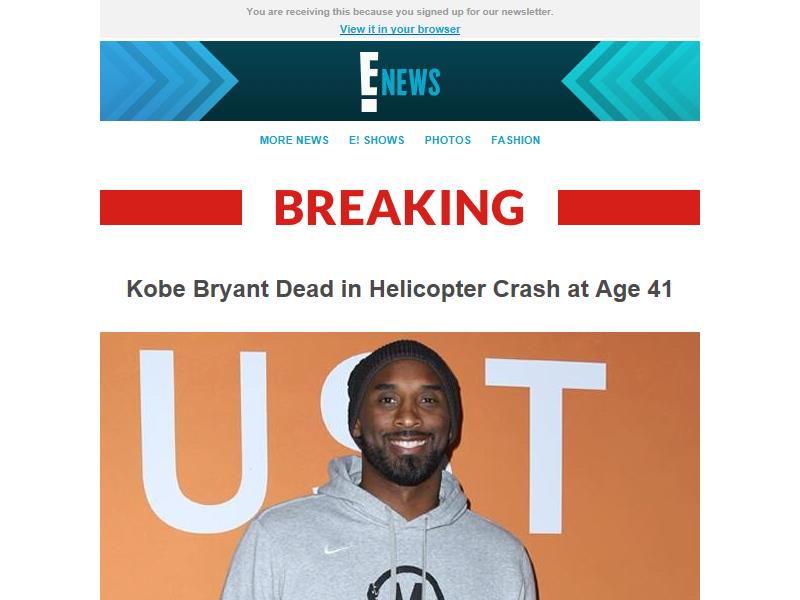 You are receiving this because you signed up for our newsletter.
View it in your browser
E! NEWS
MORE NEWS E! SHOWS PHOTOS FASHION
BREAKING
Kobe Bryant Dead in Helicopter Crash at Age 41
UST
M